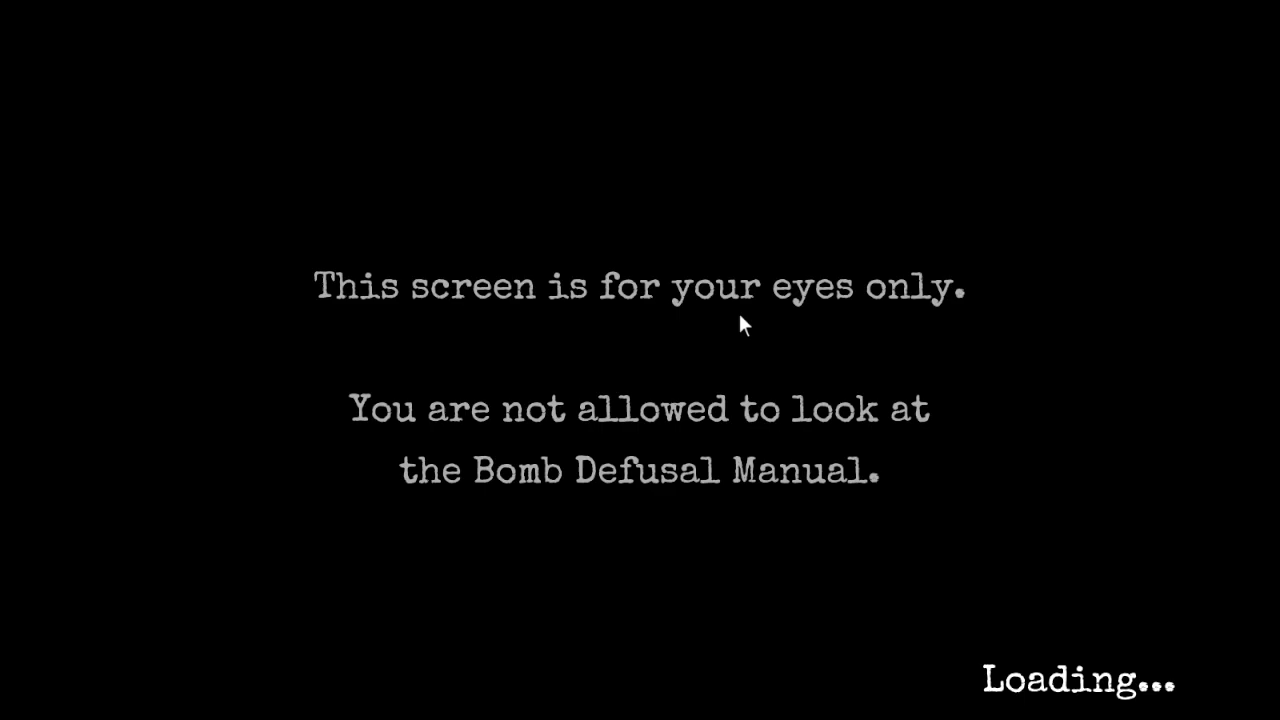 This screen is for your eyes only.
You are not allowed to look at
the Bomb Defusal Manual.
Loading...